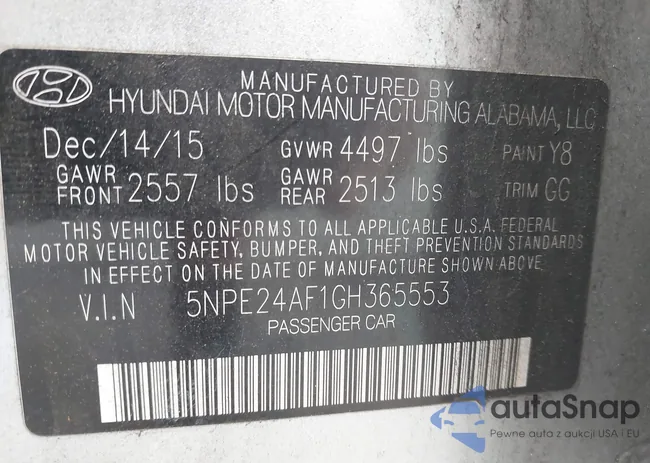 MANUFACTURED BY
HYUNDAI MOTOR MANUFACTURING ALABAMA, LLC
Dec/14/15 GVWR 4497 lbs PAINT Y8
GAWR FRONT 2557 lbs GAWR REAR 2513 lbs TRIM GG
THIS VEHICLE CONFORMS TO ALL APPLICABLE U.S.A. FEDERAL
MOTOR VEHICLE SAFETY, BUMPER, AND THEFT PREVENTION STANDARDS
IN EFFECT ON THE DATE OF MANUFACTURE SHOWN ABOVE.
V.I.N 5NPE24AF1GH365553
PASSENGER CAR
autaSnap
Pewne auta z aukcji USA i EU